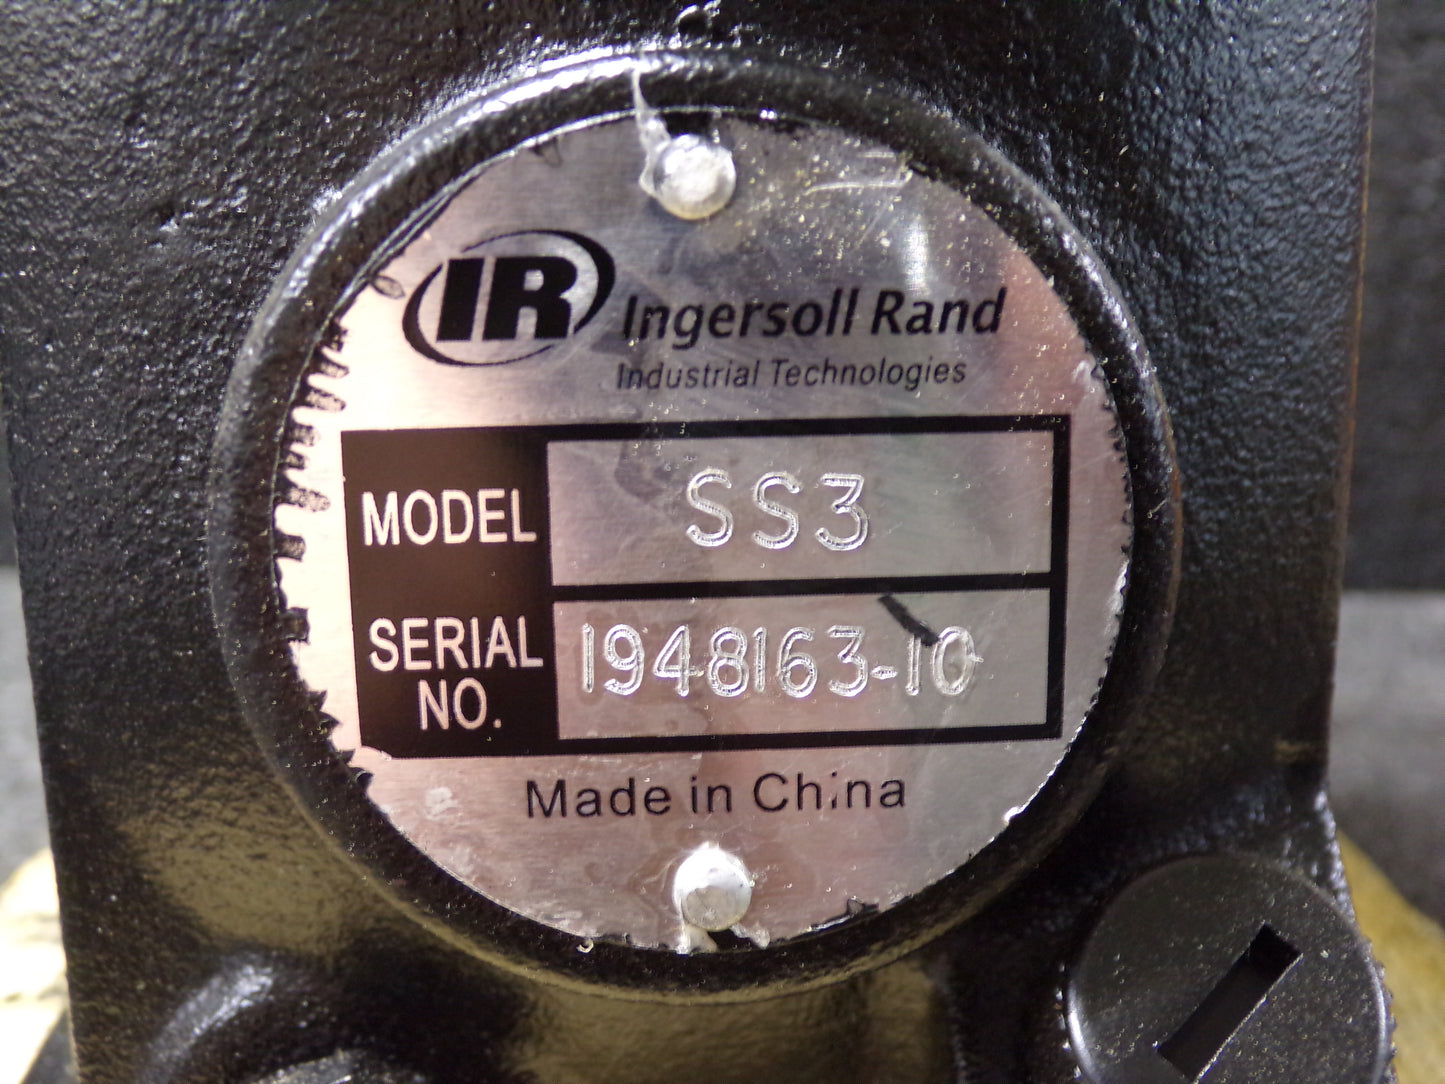 IR Ingersoll Rand
Industrial Technologies
MODEL SS3
SERIAL NO. 1948163-10
Made in China